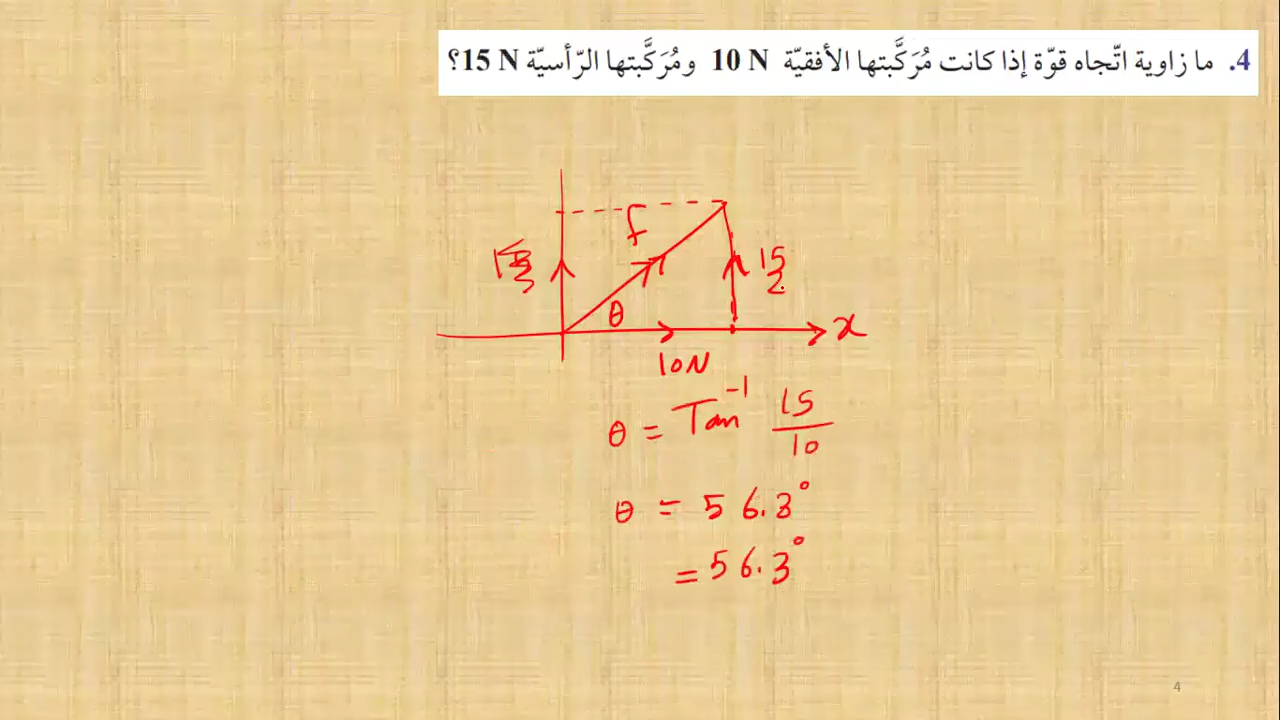 4. ما زاوية اتّجاه قوّة إذا كانت مُرَكَّبتها الأفقيّة 10 N ومُرَكَّبتها الرّأسيّة 15 N؟
f
15
θ
x
10N
θ = Tan⁻¹ 15/10
θ = 56.3°
= 56.3°
4